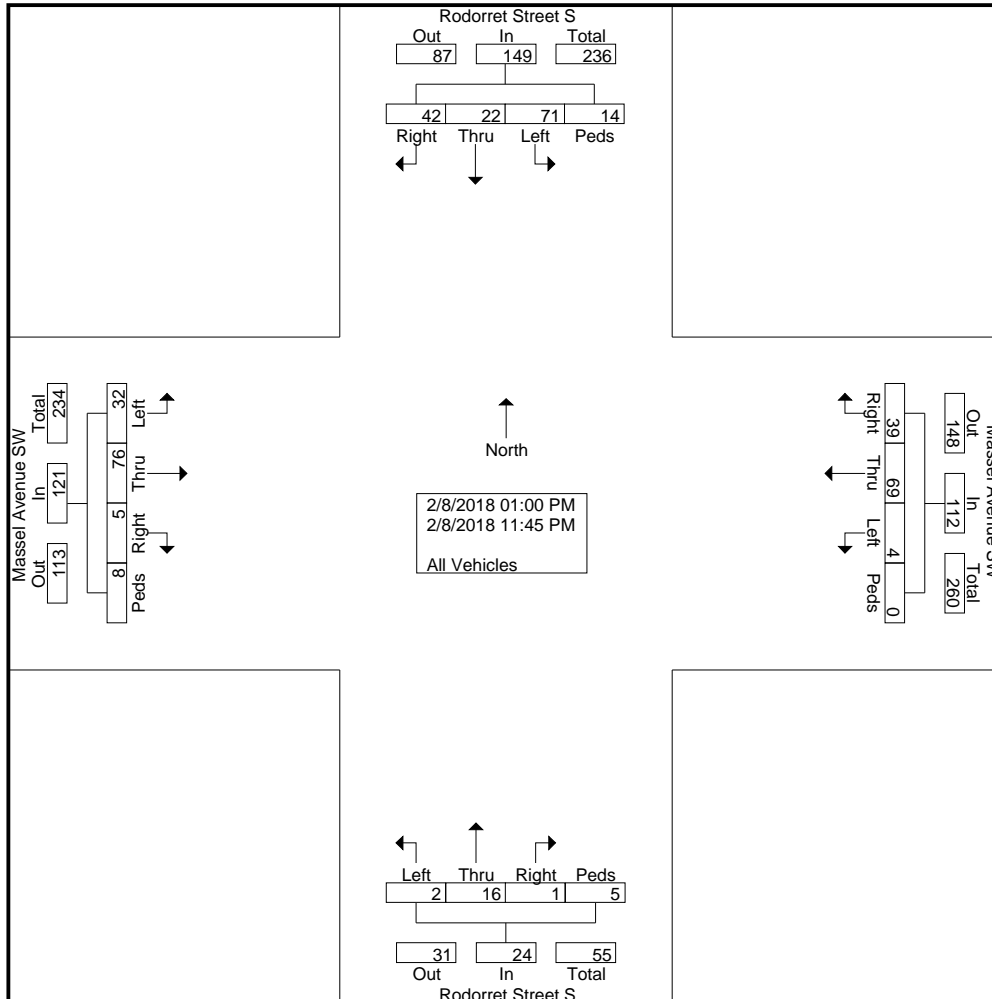 Rodorret Street S
Out In Total
87 149 236
42 22 71 14
Right Thru Left Peds
Massel Avenue SW
Total In Out
234 121 113
32 76 5 8
Left Thru Right Peds
North
2/8/2018 01:00 PM
2/8/2018 11:45 PM
All Vehicles
Right Thru Left Peds
39 69 4 0
Out In Total
148 112 260
Massel Avenue SW
Left Thru Right Peds
2 16 1 5
31 24 55
Out In Total
Rodorret Street S